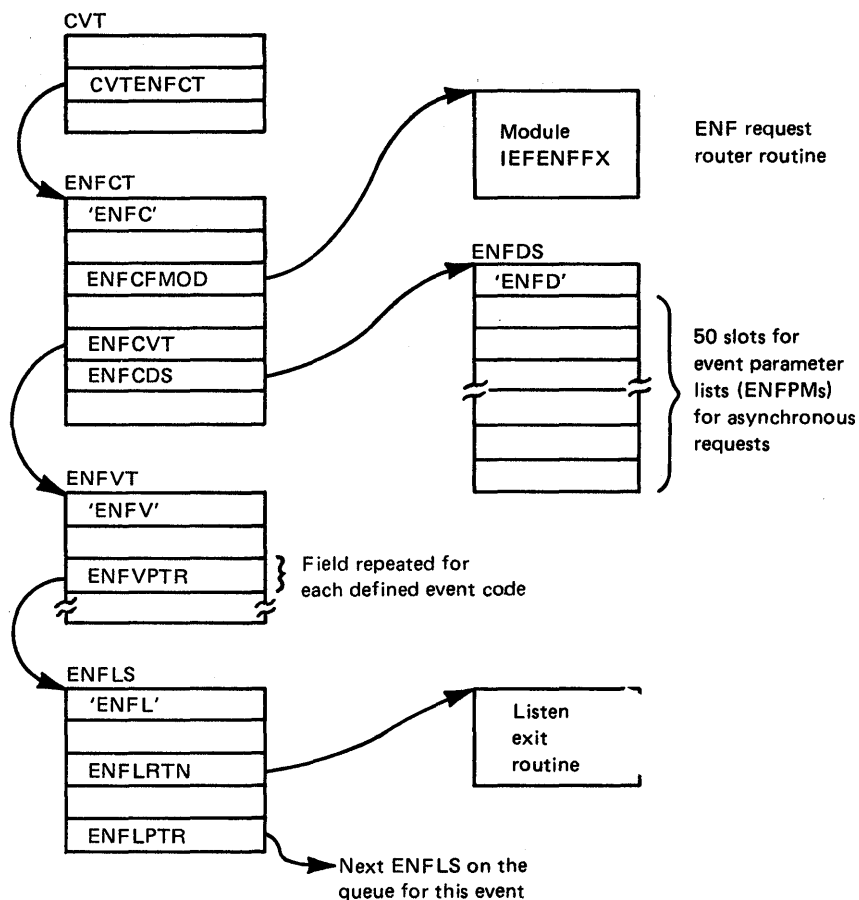 CVT
CVTENFCT
ENFCT
'ENFC'
ENFCFMOD
ENFCVT
ENFCDS
Module
IEFENFFX
ENF request
router routine
ENFDS
'ENFD'
50 slots for
event parameter
lists (ENFPMs)
for asynchronous
requests
ENFVT
'ENFV'
ENFVPTR
Field repeated for
each defined event code
ENFLS
'ENFL'
ENFLRTN
ENFLPTR
Listen
exit
routine
Next ENFLS on the
queue for this event